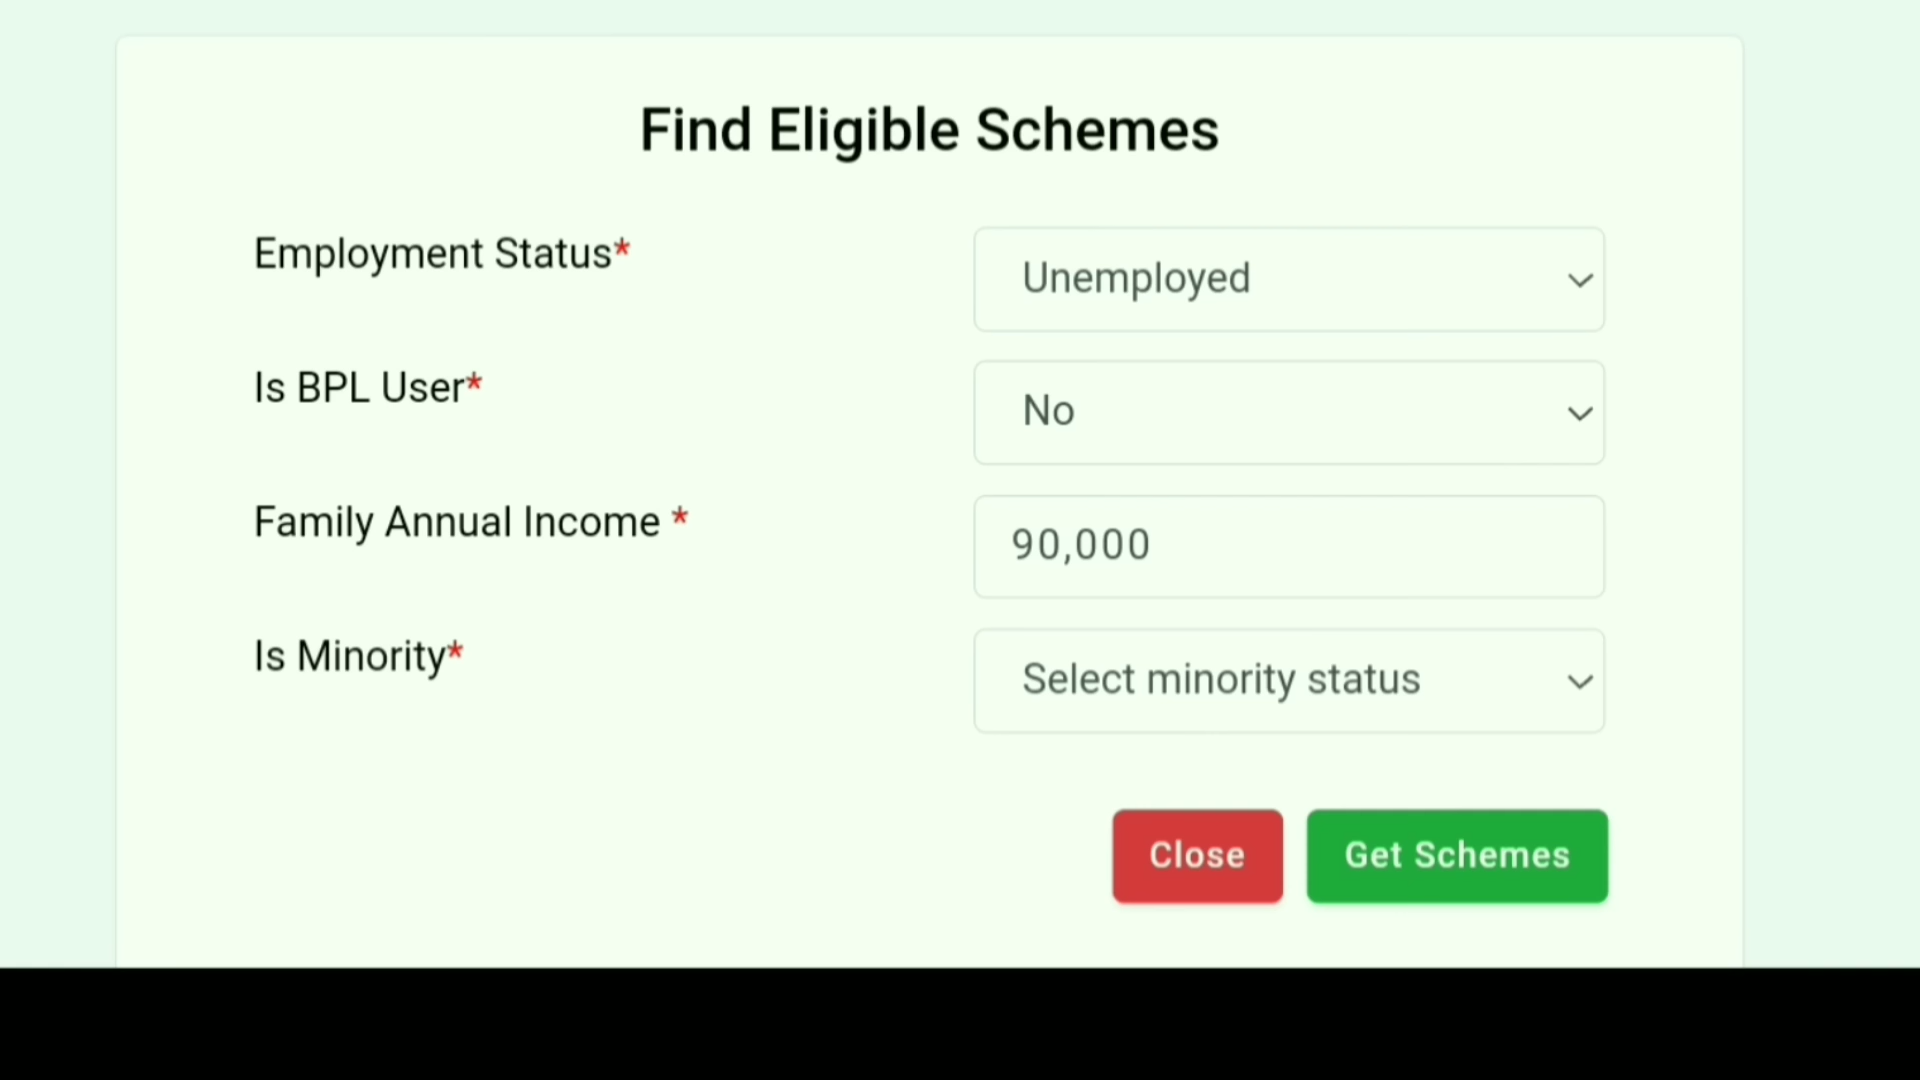 Find Eligible Schemes
Employment Status*
Unemployed
Is BPL User*
No
Family Annual Income *
90,000
Is Minority*
Select minority status
Close
Get Schemes